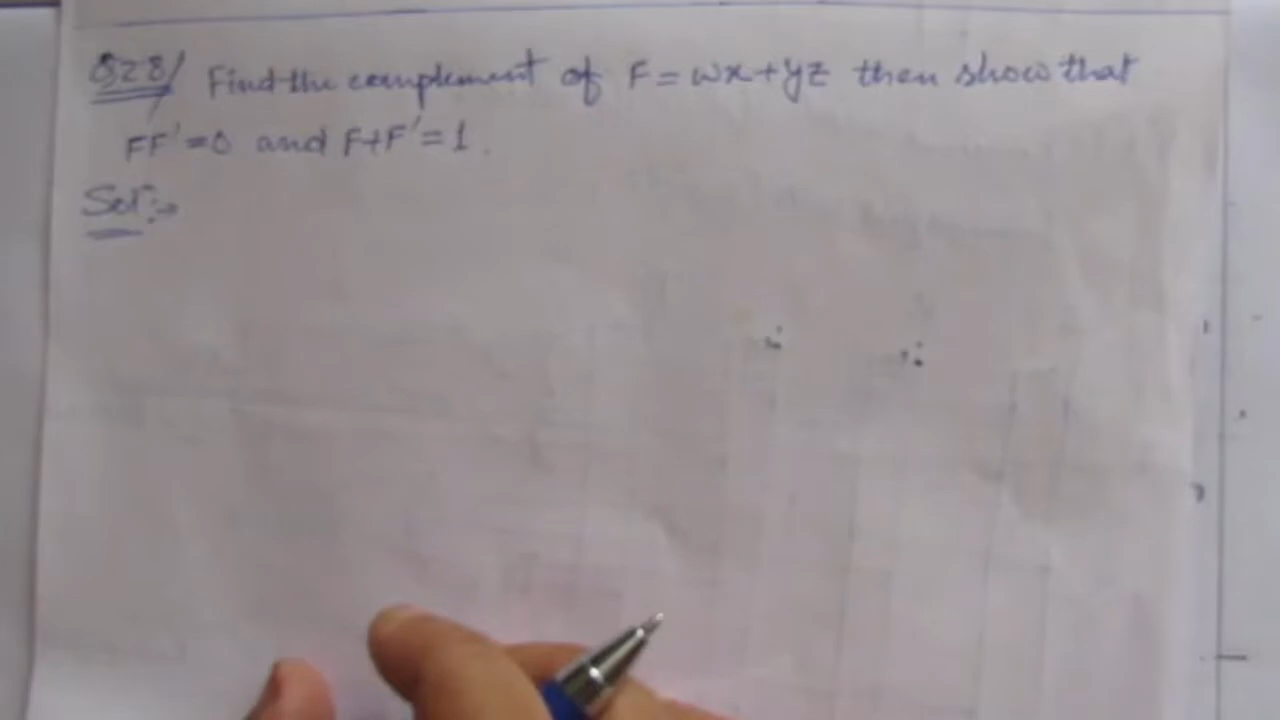 Q28/ Find the complement of F = wx + yz then show that
FF' = 0 and F+F' = 1.
Sol:→